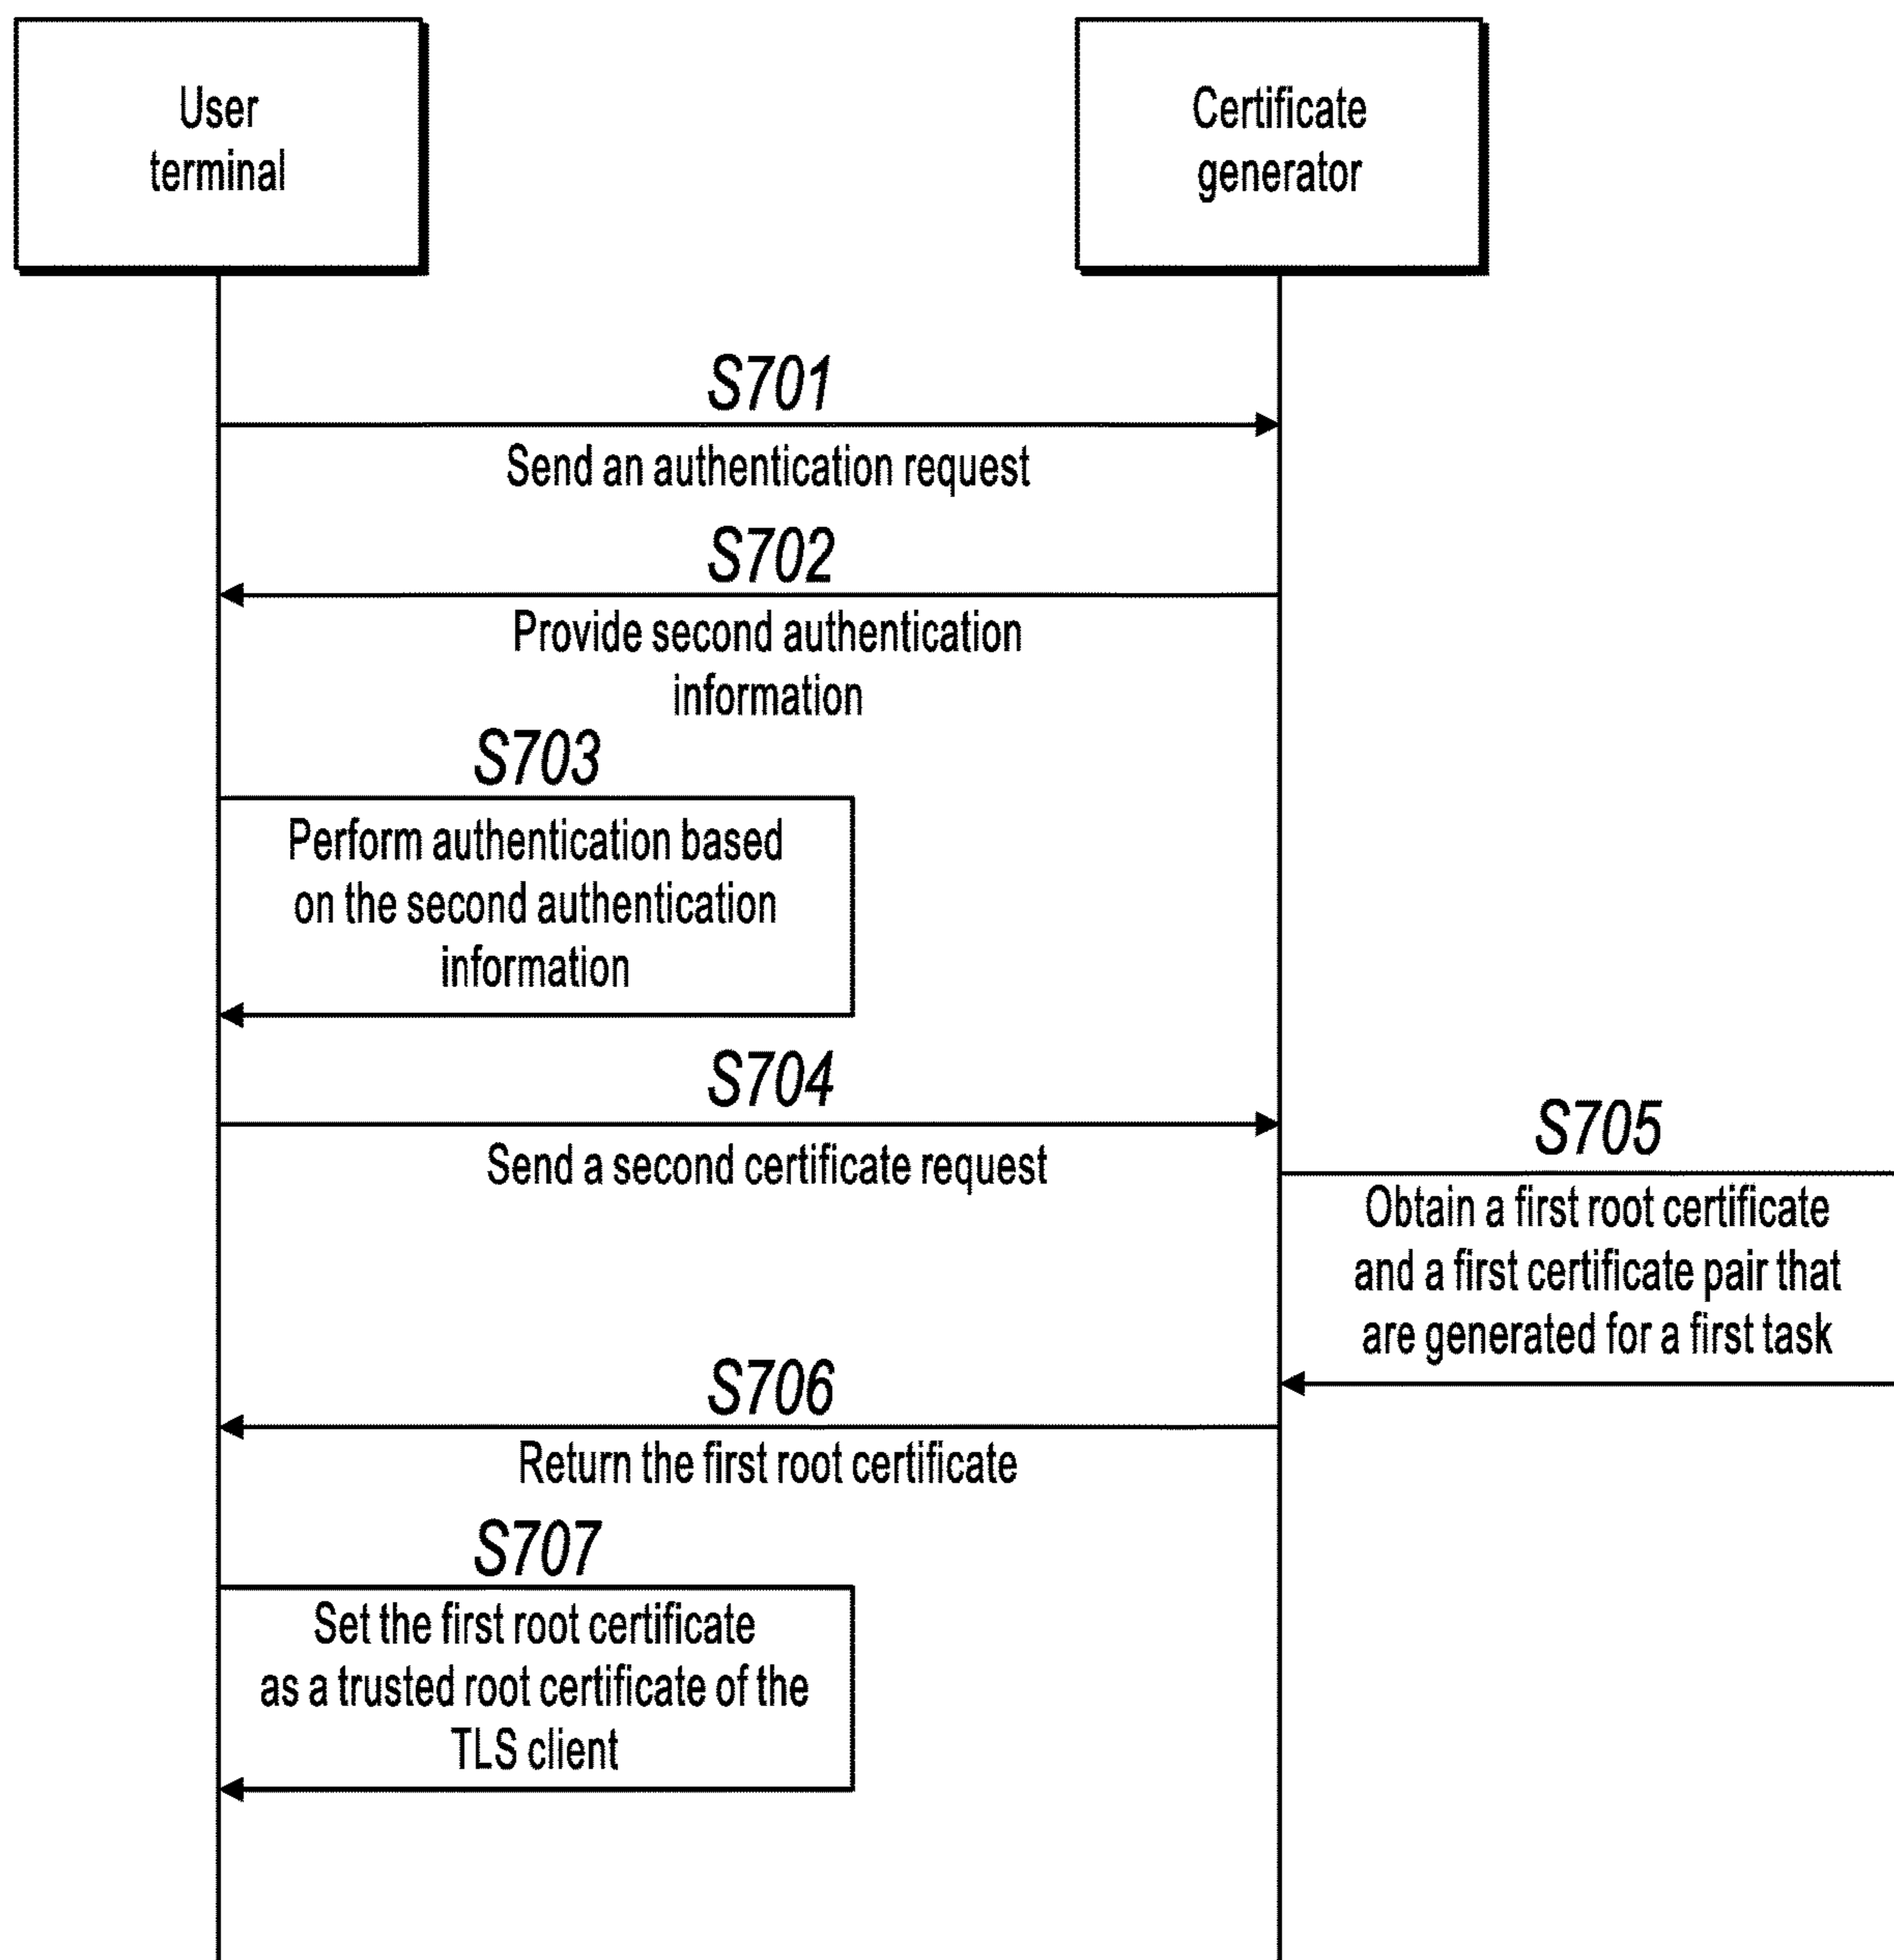 User
terminal
Certificate
generator
S701
Send an authentication request
S702
Provide second authentication
information
S703
Perform authentication based
on the second authentication
information
S704
Send a second certificate request
S705
Obtain a first root certificate
and a first certificate pair that
are generated for a first task
S706
Return the first root certificate
S707
Set the first root certificate
as a trusted root certificate of the
TLS client